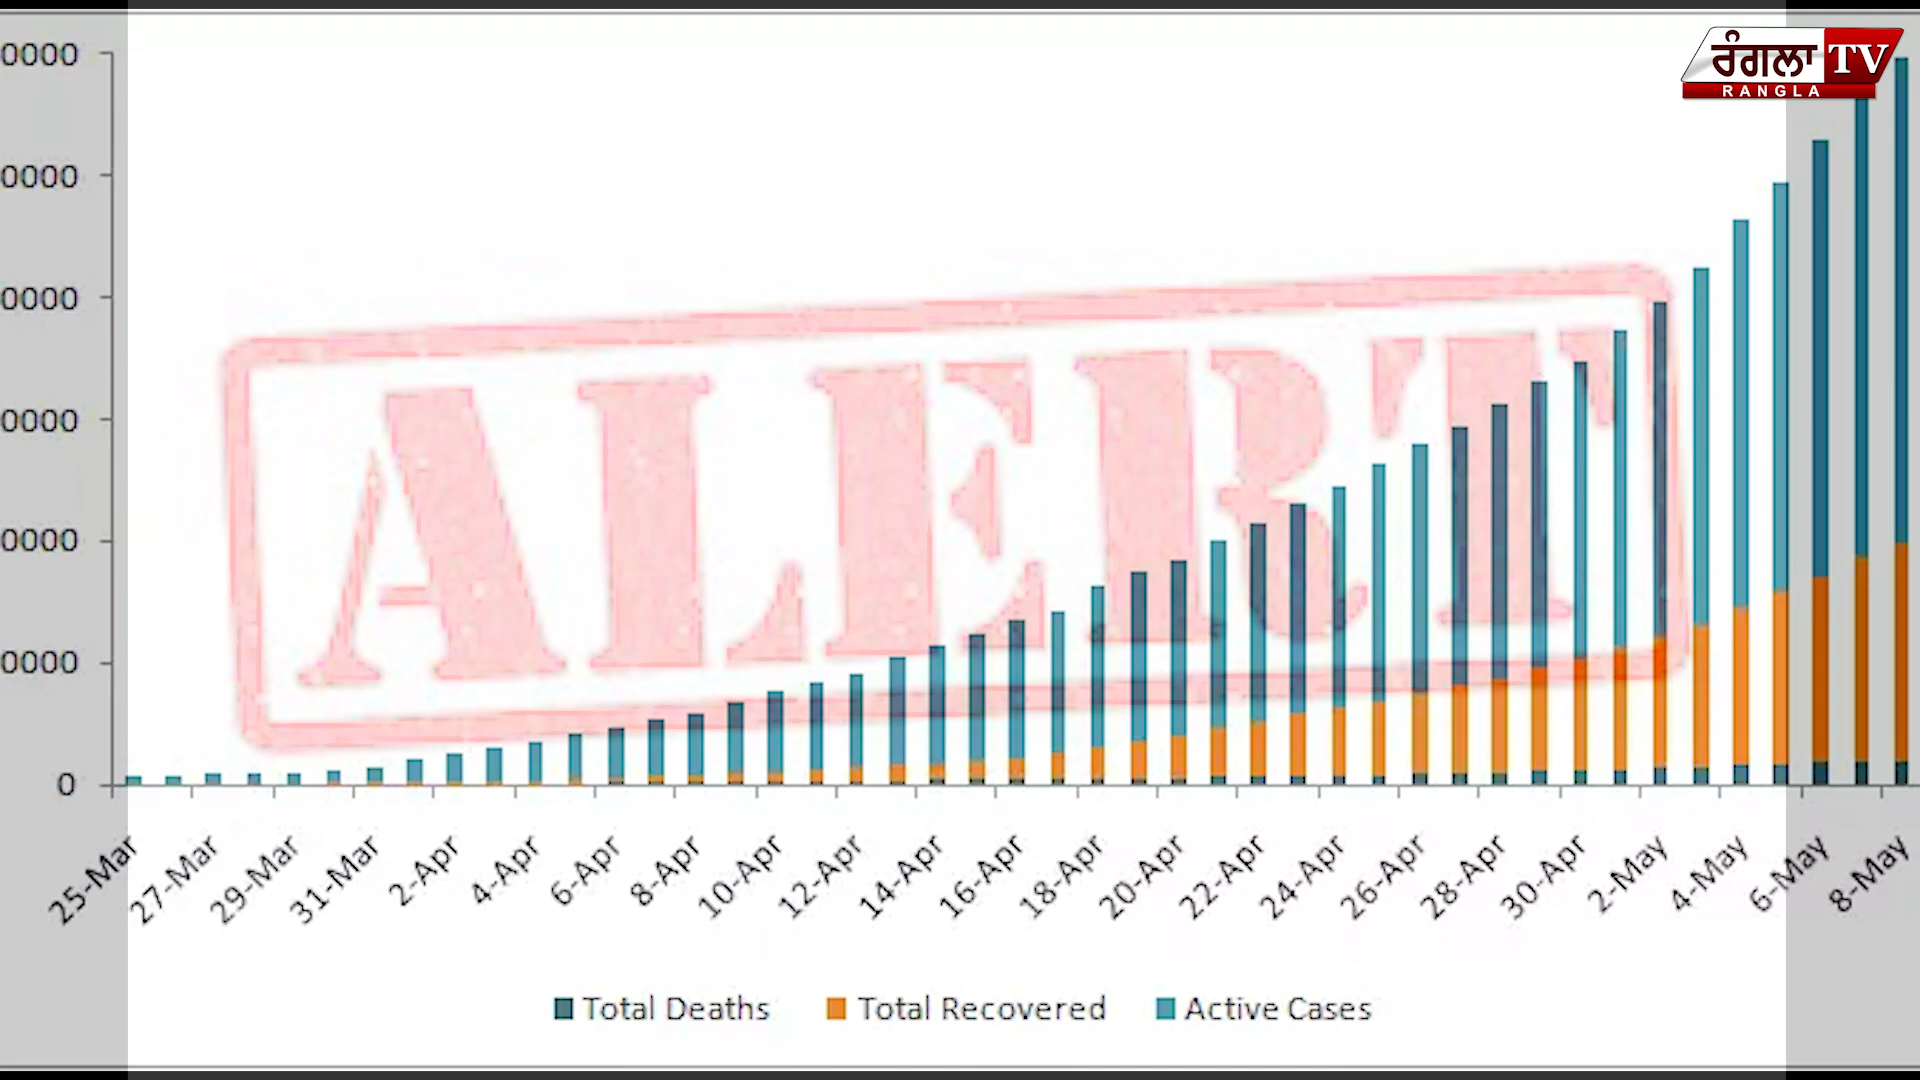 ਰੰਗਲਾ TV
RANGLA
0000
0000
0000
0000
0000
0000
0
ALERT
25-Mar
27-Mar
29-Mar
31-Mar
2-Apr
4-Apr
6-Apr
8-Apr
10-Apr
12-Apr
14-Apr
16-Apr
18-Apr
20-Apr
22-Apr
24-Apr
26-Apr
28-Apr
30-Apr
2-May
4-May
6-May
8-May
Total Deaths Total Recovered Active Cases